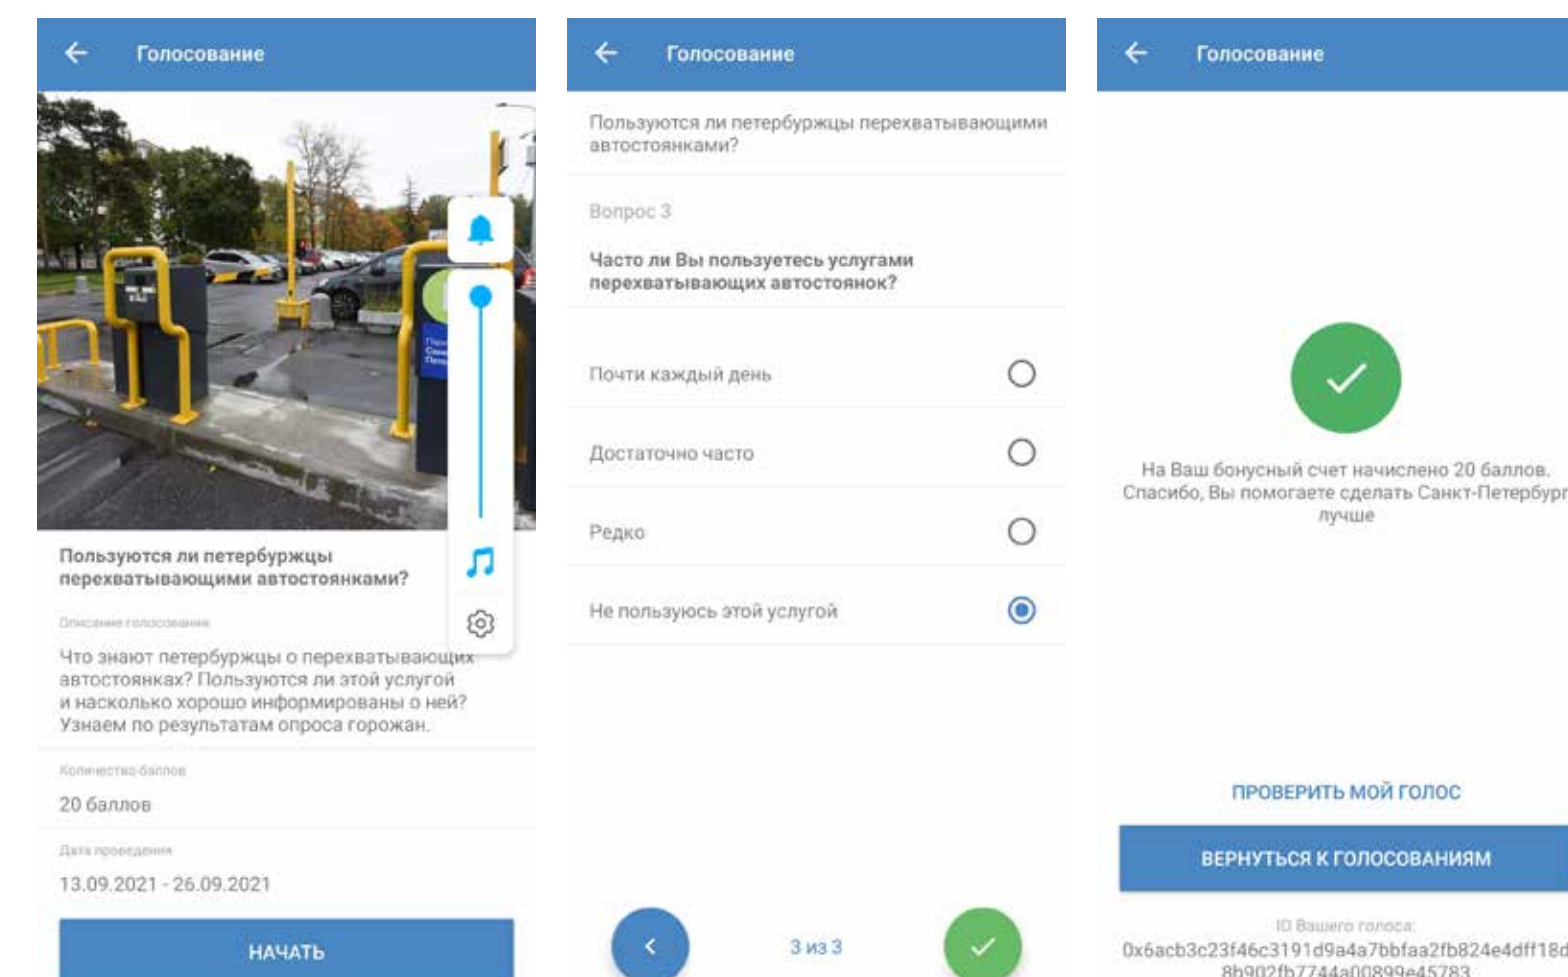 Голосование
Пользуются ли петербуржцы
перехватывающими автостоянками?
Описание голосования
Что знают петербуржцы о перехватывающих
автостоянках? Пользуются ли этой услугой
и насколько хорошо информированы о ней?
Узнаем по результатам опроса горожан.
Количество баллов
20 баллов
Дата проведения
13.09.2021 - 26.09.2021
НАЧАТЬ
Голосование
Пользуются ли петербуржцы перехватывающими
автостоянками?
Вопрос 3
Часто ли Вы пользуетесь услугами
перехватывающих автостоянок?
Почти каждый день
Достаточно часто
Редко
Не пользуюсь этой услугой
3 из 3
Голосование
На Ваш бонусный счет начислено 20 баллов.
Спасибо, Вы помогаете сделать Санкт-Петербург
лучше
ПРОВЕРИТЬ МОЙ ГОЛОС
ВЕРНУТЬСЯ К ГОЛОСОВАНИЯМ
ID Вашего голоса:
0x6acb3c23f46c3191d9a4a7bbfaa2fb824e4dff18d
8b902fb7744a00899e45783